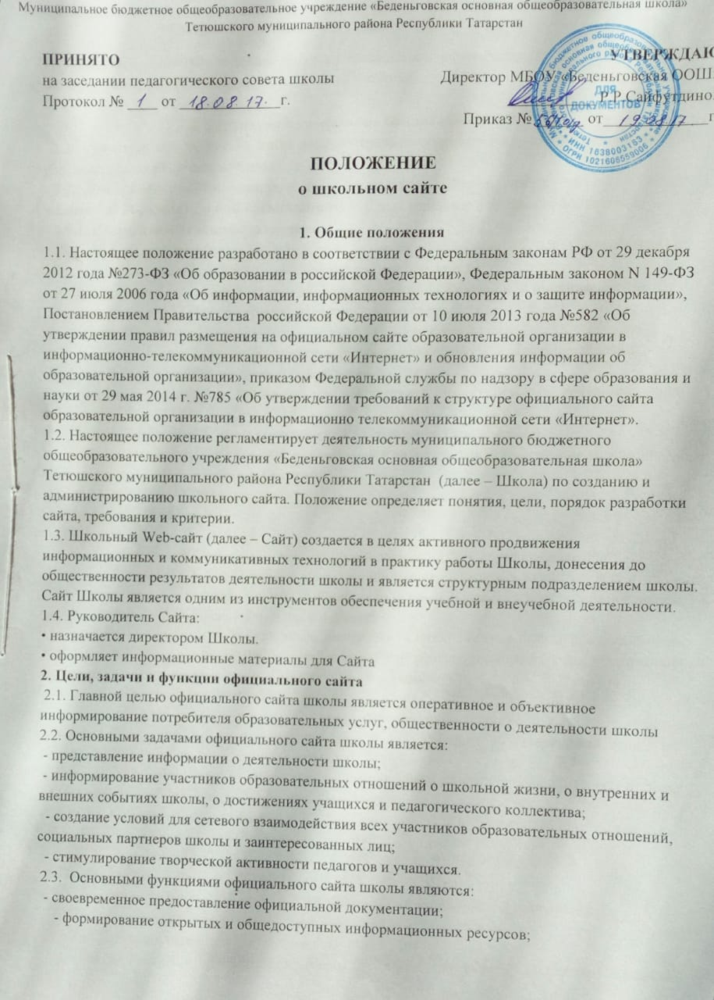 Муниципальное бюджетное общеобразовательное учреждение «Беденьговская основная общеобразовательная школа»
Тетюшского муниципального района Республики Татарстан
ПРИНЯТО
на заседании педагогического совета школы
Протокол № 1 от 18.08.17. г.
УТВЕРЖДАЮ
Директор МБОУ «Беденьговская ООШ
Р.Р.Сайфутдино
Приказ № от 19.08.17 г
ДЛЯ
ДОКУМЕНТОВ
* ИНН 1638003163 *
* ОГРН 1021606559006 *
ПОЛОЖЕНИЕ
о школьном сайте
1. Общие положения
1.1. Настоящее положение разработано в соответствии с Федеральным законам РФ от 29 декабря
2012 года №273-ФЗ «Об образовании в российской Федерации», Федеральным законом N 149-ФЗ
от 27 июля 2006 года «Об информации, информационных технологиях и о защите информации»,
Постановлением Правительства российской Федерации от 10 июля 2013 года №582 «Об
утверждении правил размещения на официальном сайте образовательной организации в
информационно-телекоммуникационной сети «Интернет» и обновления информации об
образовательной организации», приказом Федеральной службы по надзору в сфере образования и
науки от 29 мая 2014 г. №785 «Об утверждении требований к структуре официального сайта
образовательной организации в информационно телекоммуникационной сети «Интернет».
1.2. Настоящее положение регламентирует деятельность муниципального бюджетного
общеобразовательного учреждения «Беденьговская основная общеобразовательная школа»
Тетюшского муниципального района Республики Татарстан (далее – Школа) по созданию и
администрированию школьного сайта. Положение определяет понятия, цели, порядок разработки
сайта, требования и критерии.
1.3. Школьный Web-сайт (далее – Сайт) создается в целях активного продвижения
информационных и коммуникативных технологий в практику работы Школы, донесения до
общественности результатов деятельности школы и является структурным подразделением школы.
Сайт Школы является одним из инструментов обеспечения учебной и внеучебной деятельности.
1.4. Руководитель Сайта:
• назначается директором Школы.
• оформляет информационные материалы для Сайта
2. Цели, задачи и функции официального сайта
2.1. Главной целью официального сайта школы является оперативное и объективное
информирование потребителя образовательных услуг, общественности о деятельности школы
2.2. Основными задачами официального сайта школы является:
- представление информации о деятельности школы;
- информирование участников образовательных отношений о школьной жизни, о внутренних и
внешних событиях школы, о достижениях учащихся и педагогического коллектива;
- создание условий для сетевого взаимодействия всех участников образовательных отношений,
социальных партнеров школы и заинтересованных лиц;
- стимулирование творческой активности педагогов и учащихся.
2.3. Основными функциями официального сайта школы являются:
- своевременное предоставление официальной документации;
- формирование открытых и общедоступных информационных ресурсов;